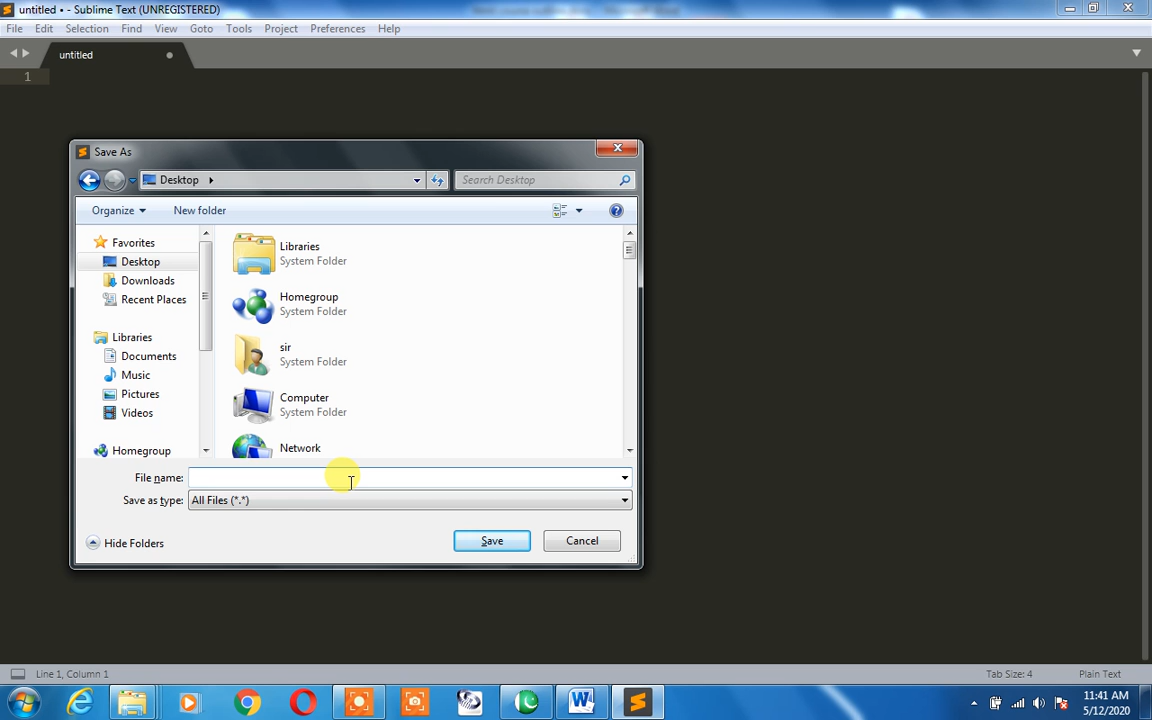 untitled • - Sublime Text (UNREGISTERED)
File Edit Selection Find View Goto Tools Project Preferences Help
untitled
1
Save As
Desktop
Search Desktop
Organize New folder
Favorites
Desktop
Downloads
Recent Places
Libraries
Documents
Music
Pictures
Videos
Homegroup
Libraries
System Folder
Homegroup
System Folder
sir
System Folder
Computer
System Folder
Network
File name:
Save as type: All Files (*.*)
Hide Folders Save Cancel
Line 1, Column 1 Tab Size: 4 Plain Text
11:41 AM
5/12/2020